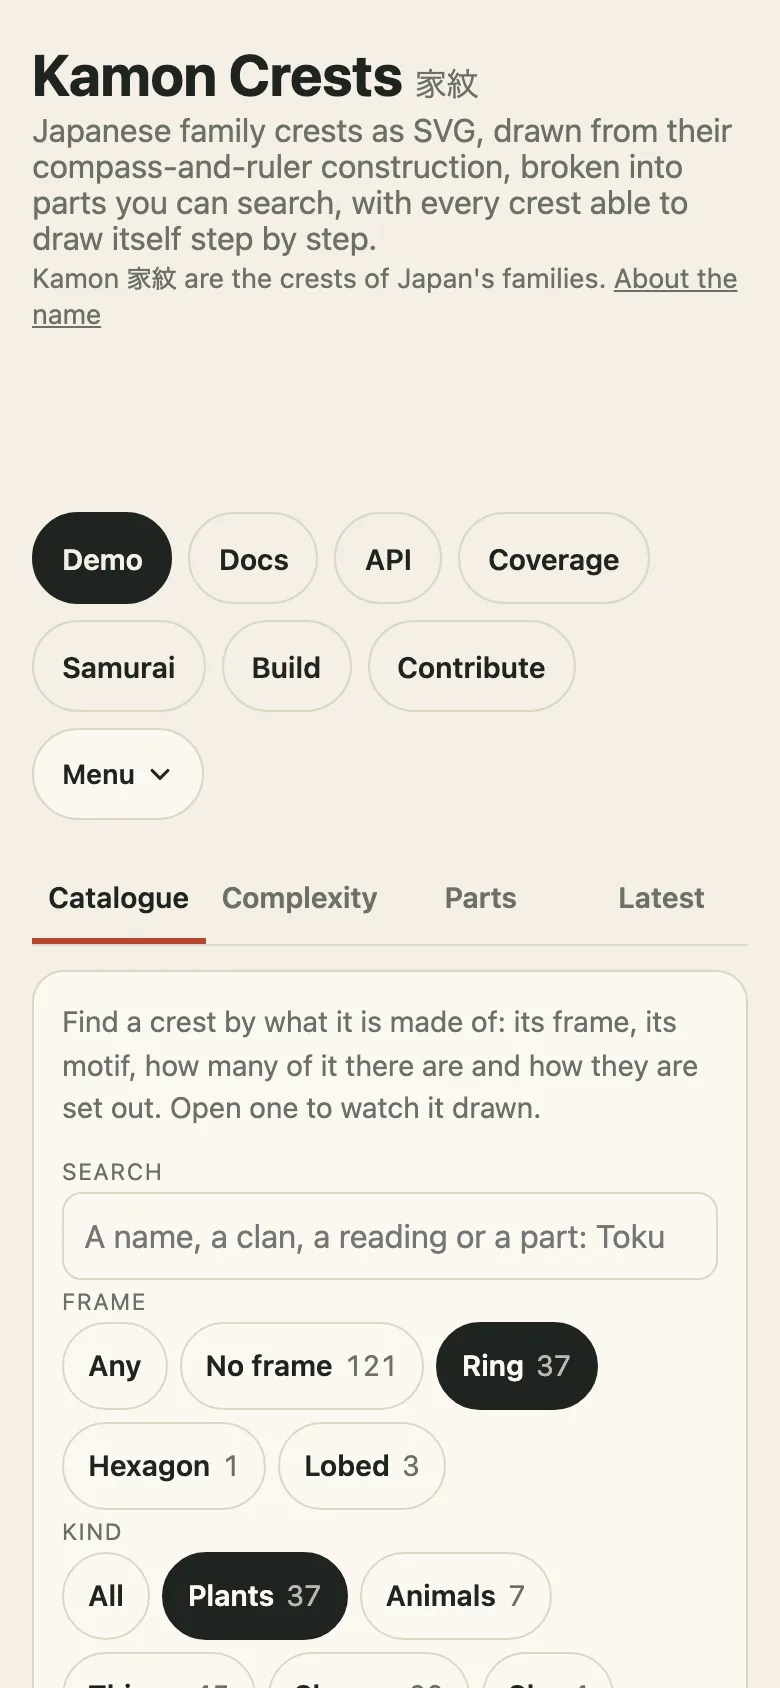 Kamon Crests 家紋
Japanese family crests as SVG, drawn from their
compass-and-ruler construction, broken into
parts you can search, with every crest able to
draw itself step by step.
Kamon 家紋 are the crests of Japan's families. About the
name
Demo Docs API Coverage
Samurai Build Contribute
Menu
Catalogue Complexity Parts Latest
Find a crest by what it is made of: its frame, its
motif, how many of it there are and how they are
set out. Open one to watch it drawn.
SEARCH
A name, a clan, a reading or a part: Toku
FRAME
Any No frame 121 Ring 37
Hexagon 1 Lobed 3
KIND
All Plants 37 Animals 7